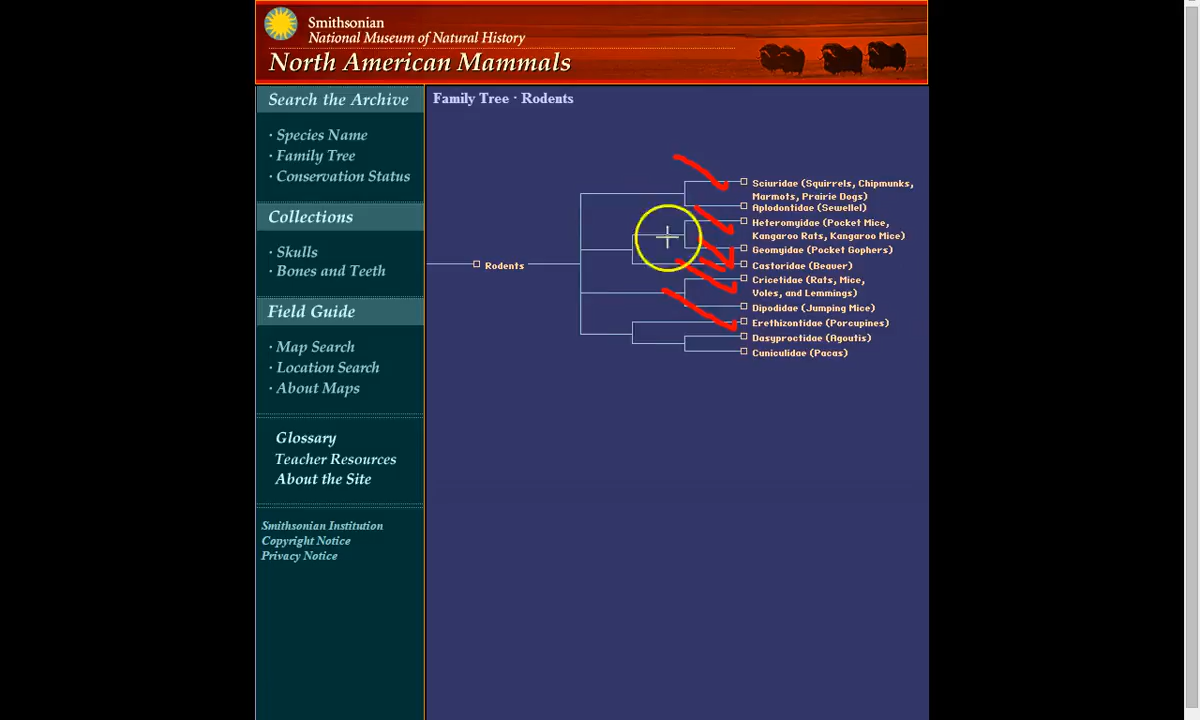 Smithsonian
National Museum of Natural History
North American Mammals
Search the Archive
· Species Name
· Family Tree
· Conservation Status
Collections
· Skulls
· Bones and Teeth
Field Guide
· Map Search
· Location Search
· About Maps
Glossary
Teacher Resources
About the Site
Smithsonian Institution
Copyright Notice
Privacy Notice
Family Tree · Rodents
Rodents
Sciuridae (Squirrels, Chipmunks,
Marmots, Prairie Dogs)
Aplodontidae (Sewellel)
Heteromyidae (Pocket Mice,
Kangaroo Rats, Kangaroo Mice)
Geomyidae (Pocket Gophers)
Castoridae (Beaver)
Cricetidae (Rats, Mice,
Voles, and Lemmings)
Dipodidae (Jumping Mice)
Erethizontidae (Porcupines)
Dasyproctidae (Agoutis)
Cuniculidae (Pacas)